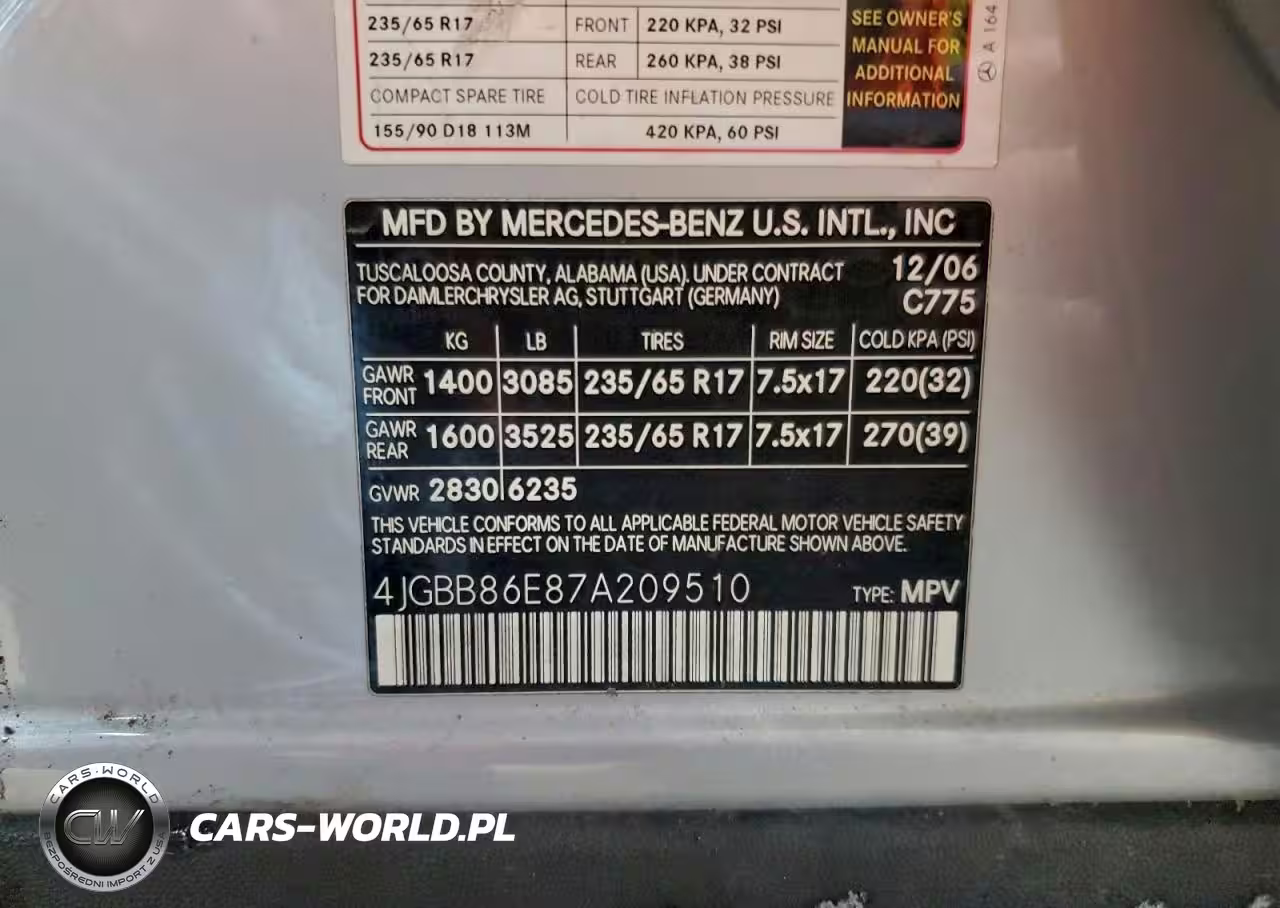 235/65 R17 FRONT 220 KPA, 32 PSI
235/65 R17 REAR 260 KPA, 38 PSI
COMPACT SPARE TIRE COLD TIRE INFLATION PRESSURE
155/90 D18 113M 420 KPA, 60 PSI
SEE OWNER'S
MANUAL FOR
ADDITIONAL
INFORMATION
A 164
MFD BY MERCEDES-BENZ U.S. INTL., INC
TUSCALOOSA COUNTY, ALABAMA (USA). UNDER CONTRACT 12/06
FOR DAIMLERCHRYSLER AG, STUTTGART (GERMANY) C775
KG LB TIRES RIM SIZE COLD KPA (PSI)
GAWR FRONT 1400 3085 235/65 R17 7.5x17 220(32)
GAWR REAR 1600 3525 235/65 R17 7.5x17 270(39)
GVWR 2830 6235
THIS VEHICLE CONFORMS TO ALL APPLICABLE FEDERAL MOTOR VEHICLE SAFETY
STANDARDS IN EFFECT ON THE DATE OF MANUFACTURE SHOWN ABOVE.
4JGBB86E87A209510 TYPE: MPV
CARS-WORLD
CW
BEZPOŚREDNI IMPORT Z USA
CARS-WORLD.PL